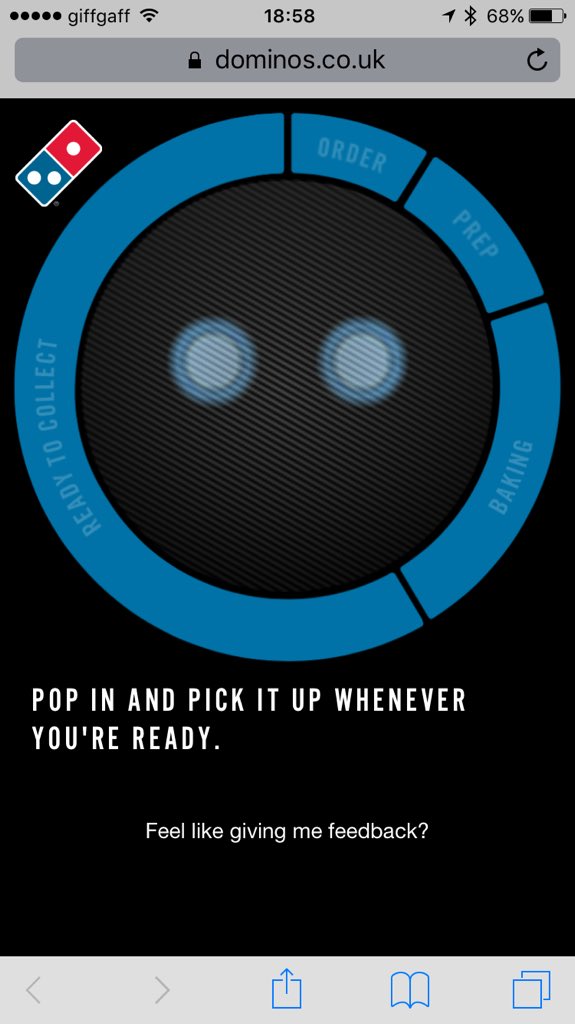 giffgaff 18:58 68%
dominos.co.uk
ORDER
PREP
BAKING
READY TO COLLECT
POP IN AND PICK IT UP WHENEVER
YOU'RE READY.
Feel like giving me feedback?